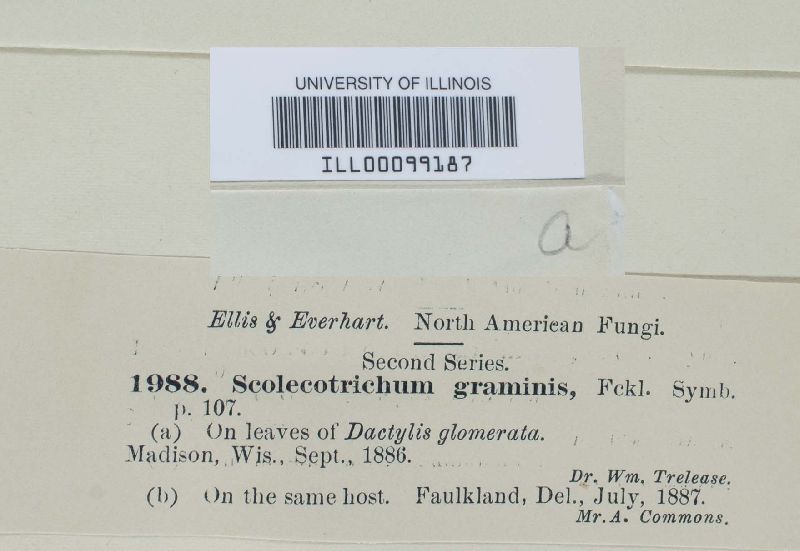 UNIVERSITY OF ILLINOIS
ILL00099187
a
Ellis & Everhart. North American Fungi.
Second Series.
1988. Scolecotrichum graminis, Fckl. Symb.
p. 107.
(a) On leaves of Dactylis glomerata.
Madison, Wis., Sept., 1886.
Dr. Wm. Trelease.
(b) On the same host. Faulkland, Del., July, 1887.
Mr. A. Commons.